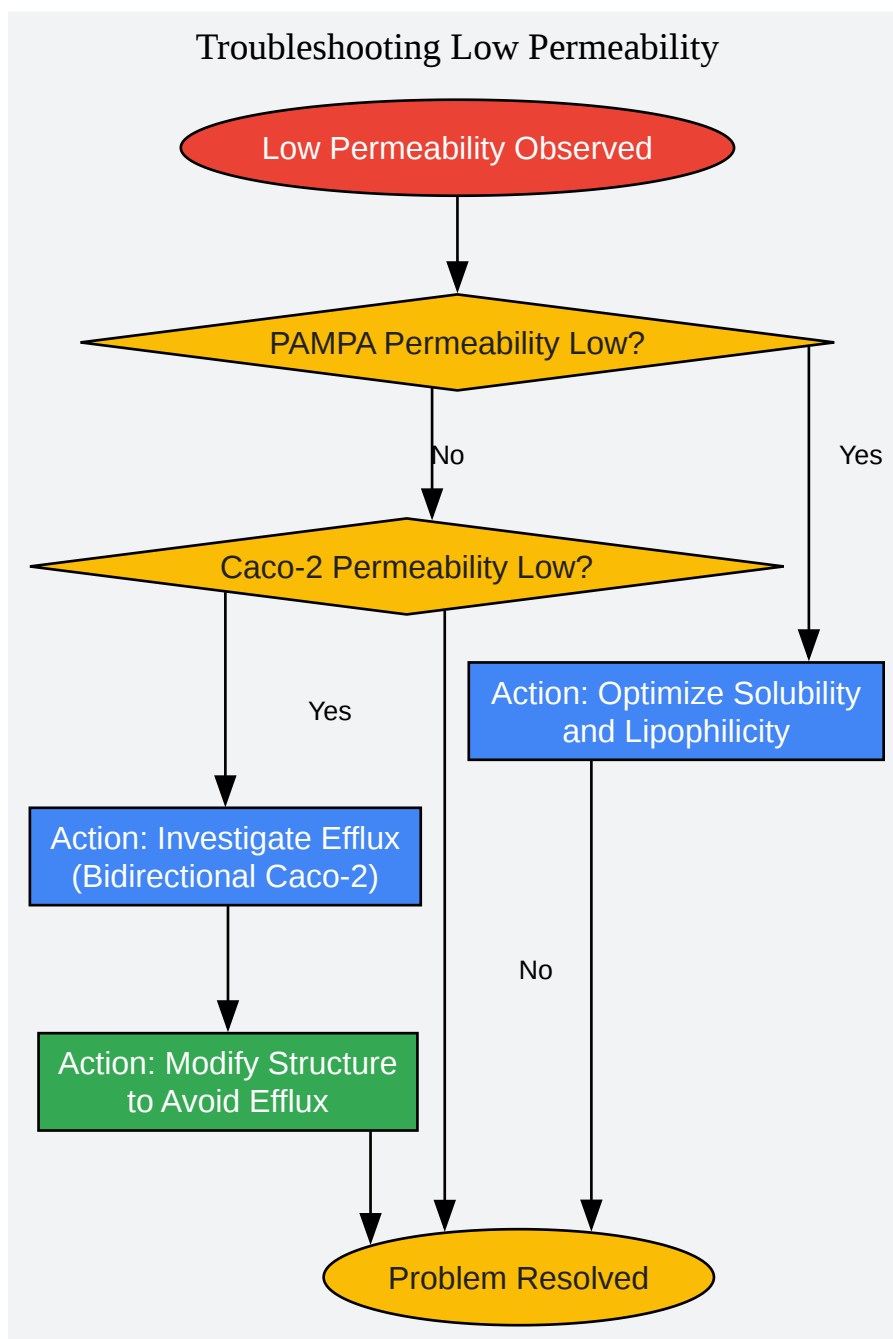 Troubleshooting Low Permeability
Low Permeability Observed
PAMPA Permeability Low?
No
Yes
Caco-2 Permeability Low?
Action: Optimize Solubility
and Lipophilicity
Yes
Action: Investigate Efflux
(Bidirectional Caco-2)
No
Action: Modify Structure
to Avoid Efflux
Problem Resolved